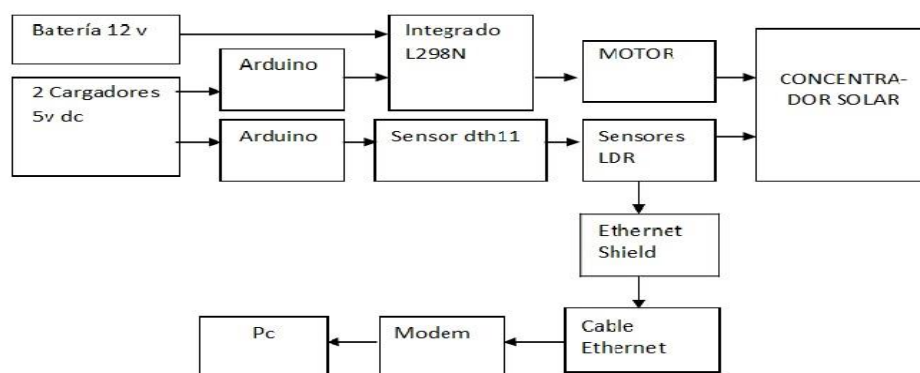 Batería 12 v
Integrado
L298N
Arduino
MOTOR
CONCENTRA-
DOR SOLAR
2 Cargadores
5v dc
Arduino
Sensor dth11
Sensores
LDR
Ethernet
Shield
Cable
Ethernet
Modem
Pc